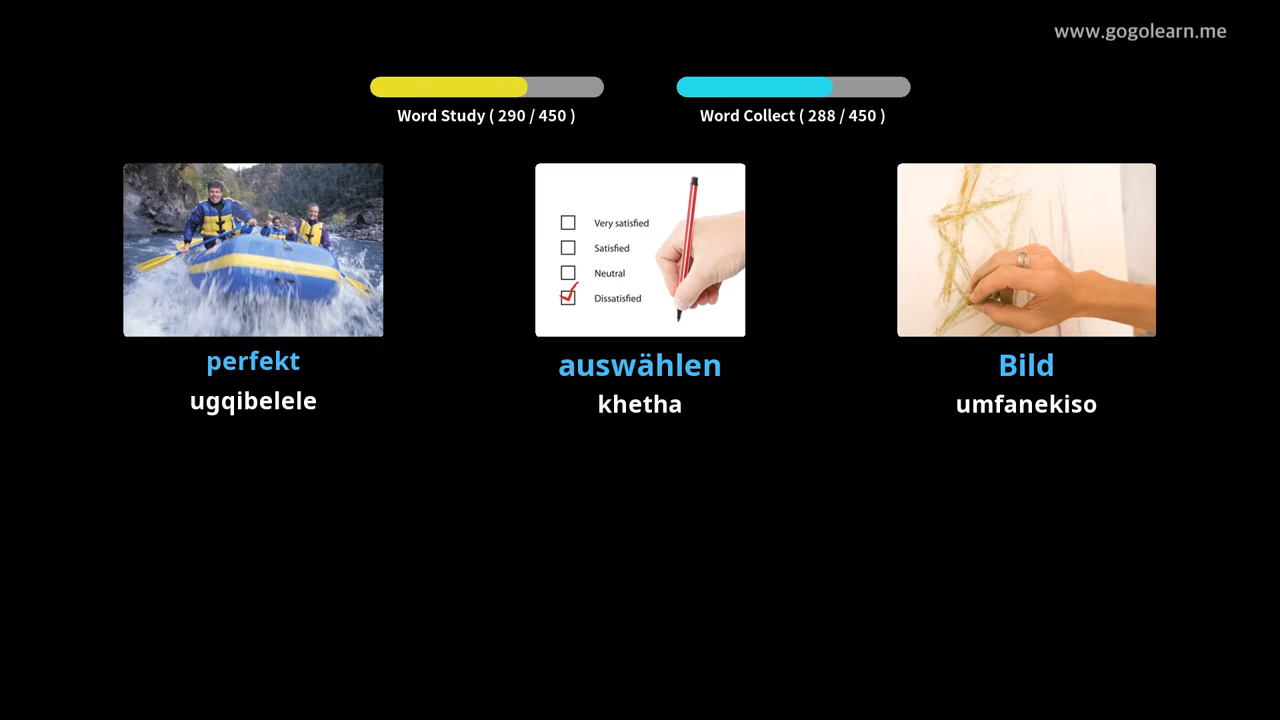 www.gogolearn.me
Word Study ( 290 / 450 )
Word Collect ( 288 / 450 )
Very satisfied
Satisfied
Neutral
Dissatisfied
perfekt
auswählen
Bild
ugqibelele
khetha
umfanekiso